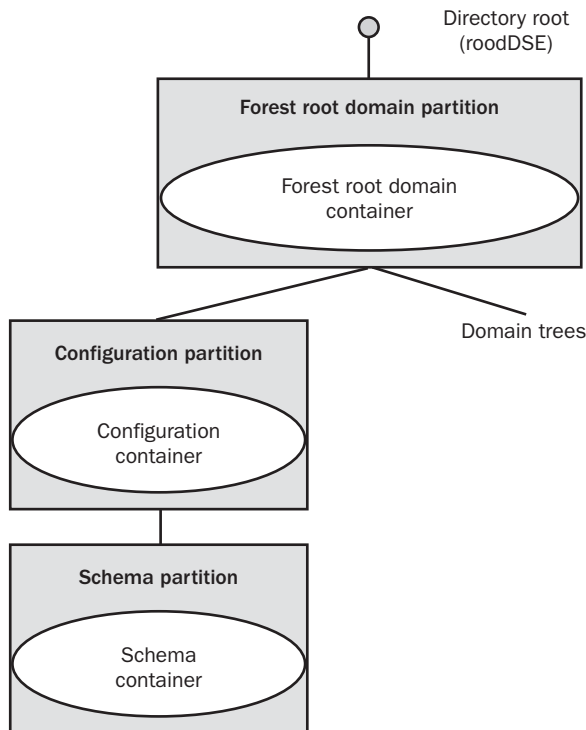 Directory root
(roodDSE)
Forest root domain partition
Forest root domain
container
Domain trees
Configuration partition
Configuration
container
Schema partition
Schema
container